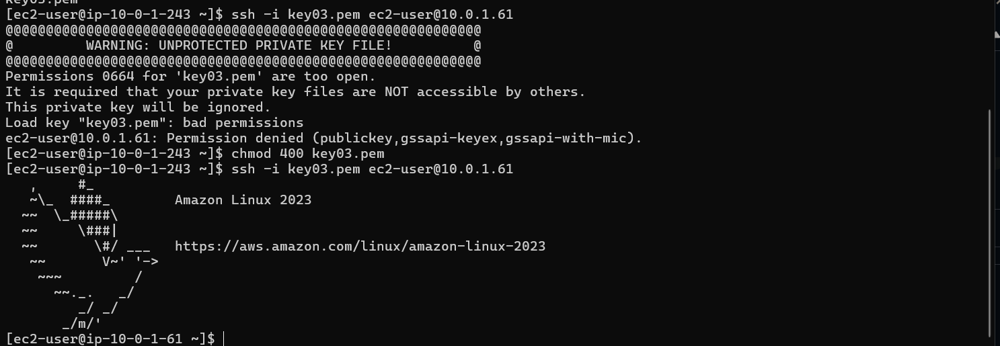 key03.pem
[ec2-user@ip-10-0-1-243 ~]$ ssh -i key03.pem ec2-user@10.0.1.61
@@@@@@@@@@@@@@@@@@@@@@@@@@@@@@@@@@@@@@@@@@@@@@@@@@@@@@@@@@@
@         WARNING: UNPROTECTED PRIVATE KEY FILE!          @
@@@@@@@@@@@@@@@@@@@@@@@@@@@@@@@@@@@@@@@@@@@@@@@@@@@@@@@@@@@
Permissions 0664 for 'key03.pem' are too open.
It is required that your private key files are NOT accessible by others.
This private key will be ignored.
Load key "key03.pem": bad permissions
ec2-user@10.0.1.61: Permission denied (publickey,gssapi-keyex,gssapi-with-mic).
[ec2-user@ip-10-0-1-243 ~]$ chmod 400 key03.pem
[ec2-user@ip-10-0-1-243 ~]$ ssh -i key03.pem ec2-user@10.0.1.61
   ,     #_
   ~\_  ####_        Amazon Linux 2023
  ~~  \_#####\
  ~~     \###|
  ~~       \#/ ___   https://aws.amazon.com/linux/amazon-linux-2023
   ~~       V~' '->
    ~~~         /
      ~~._.   _/
         _/ _/
       _/m/'
[ec2-user@ip-10-0-1-61 ~]$